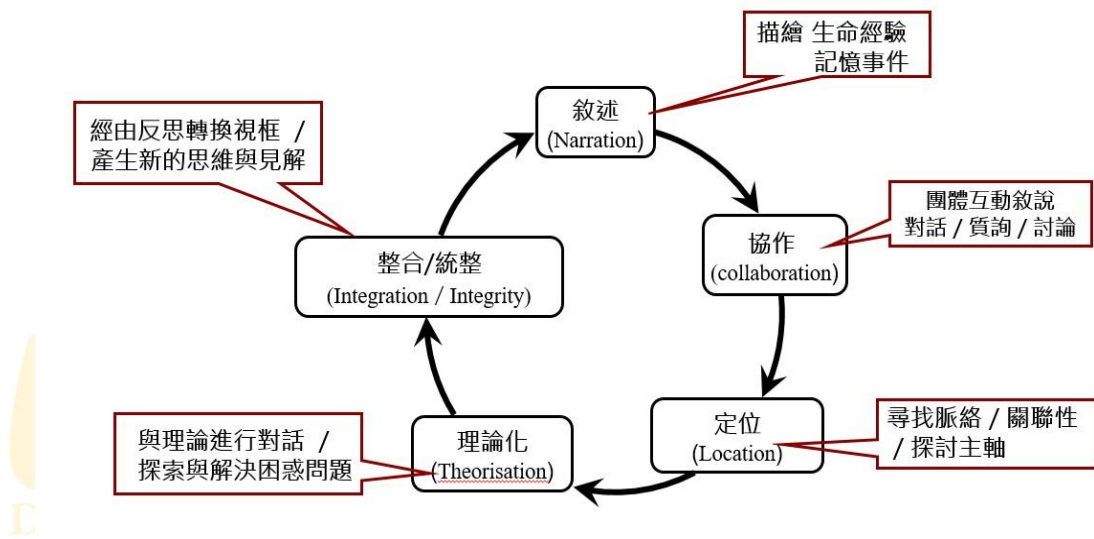 描繪 生命經驗
記憶事件
敘述
(Narration)
經由反思轉換視框 /
產生新的思維與見解
團體互動敘說
對話 / 質詢 / 討論
協作
(collaboration)
整合/統整
(Integration / Integrity)
定位
(Location)
尋找脈絡 / 關聯性
/ 探討主軸
理論化
(Theorisation)
與理論進行對話 /
探索與解決困惑問題
D